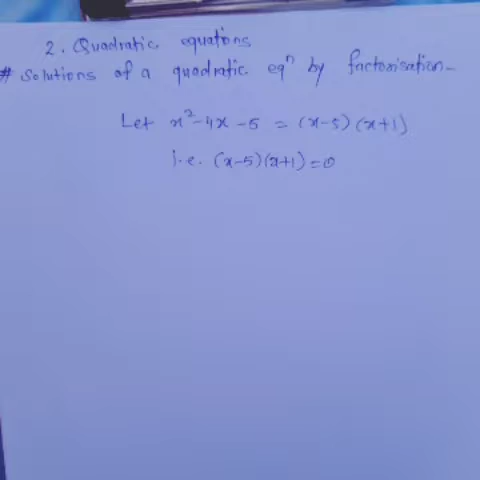 2. Quadratic equations
# Solutions of a quadratic eqⁿ by factorisation-
Let x²-4x-5 = (x-5)(x+1)
i.e. (x-5)(x+1)=0